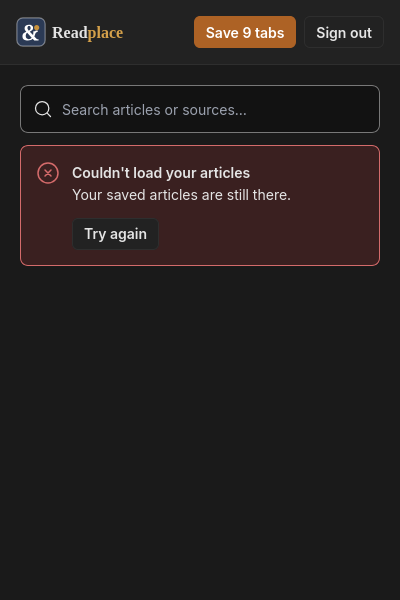 & Readplace
Save 9 tabs
Sign out
Search articles or sources...
Couldn't load your articles
Your saved articles are still there.
Try again